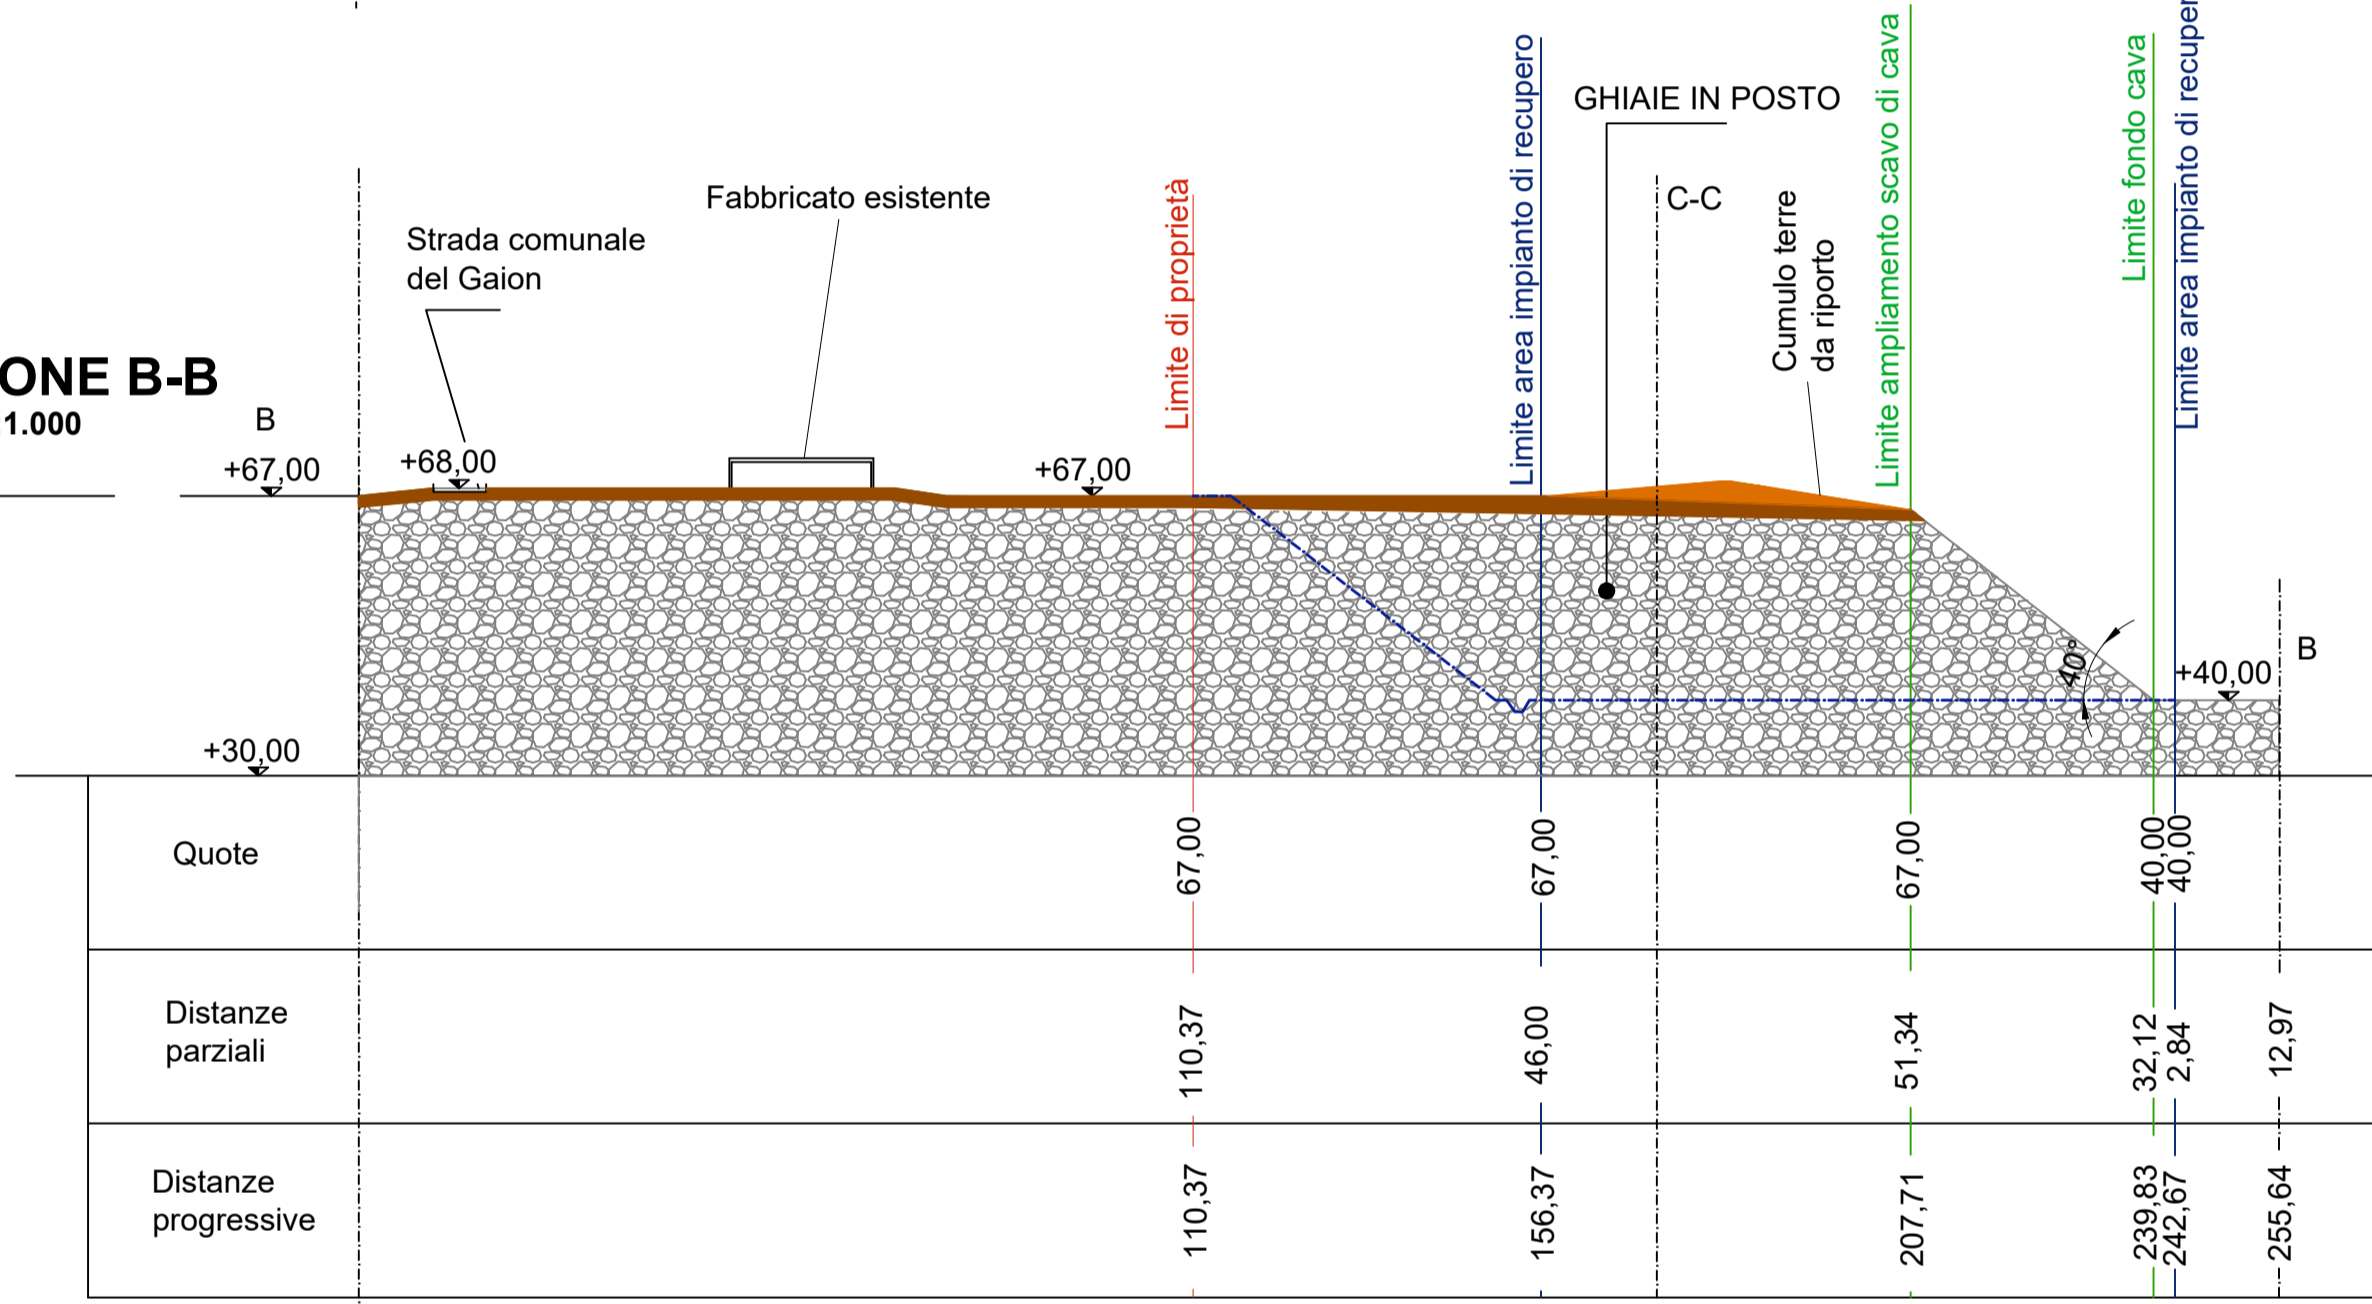 ONE B-B
1.000
B
+67,00
Strada comunale
del Gaion
+68,00
Fabbricato esistente
+67,00
Limite di proprietà
Limite area impianto di recupero
GHIAIE IN POSTO
C-C
Cumulo terre
da riporto
Limite ampliamento scavo di cava
Limite fondo cava
Limite area impianto di recuper
40°
+40,00
B
+30,00
Quote
67,00
67,00
67,00
40,00
40,00
Distanze
parziali
110,37
46,00
51,34
32,12
2,84
12,97
Distanze
progressive
110,37
156,37
207,71
239,83
242,67
255,64